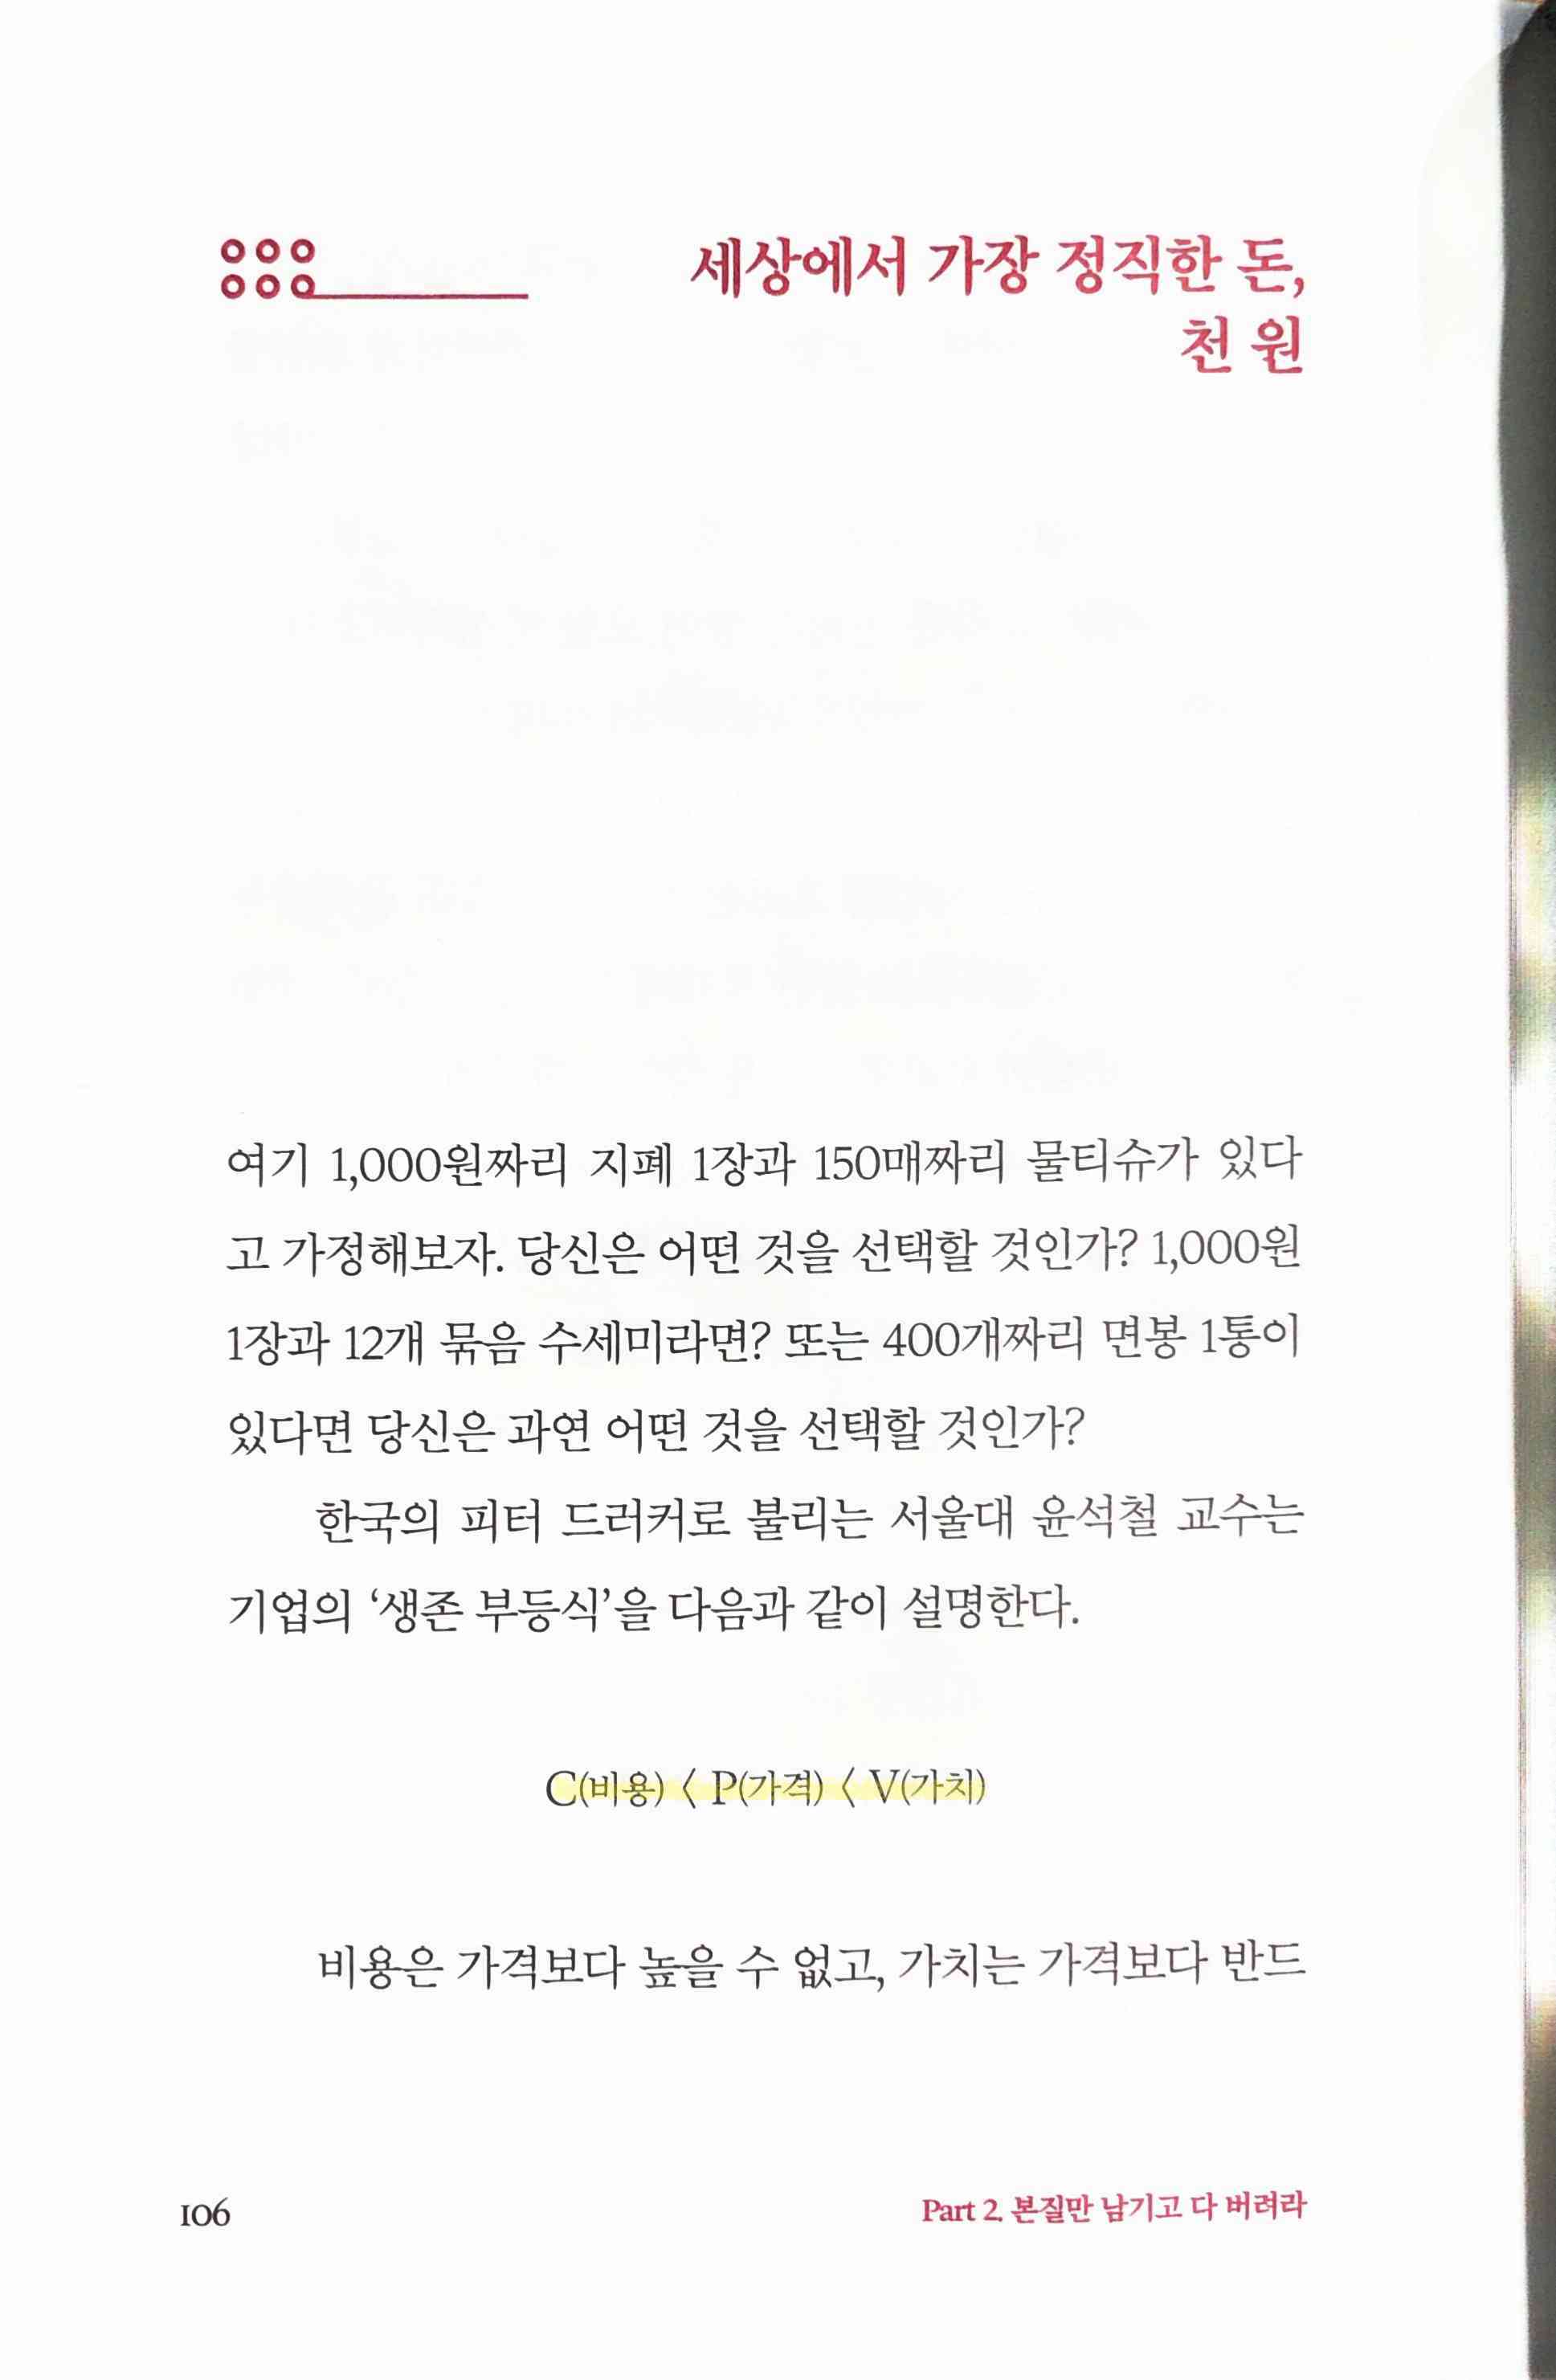 세상에서 가장 정직한 돈,
천 원
여기 1,000원짜리 지폐 1장과 150매짜리 물티슈가 있다
고 가정해보자. 당신은 어떤 것을 선택할 것인가? 1,000원
1장과 12개 묶음 수세미라면? 또는 400개짜리 면봉 1통이
있다면 당신은 과연 어떤 것을 선택할 것인가?
한국의 피터 드러커로 불리는 서울대 윤석철 교수는
기업의 ‘생존 부등식’을 다음과 같이 설명한다.
C(비용)〈 P(가격)〈 V(가치)
비용은 가격보다 높을 수 없고, 가치는 가격보다 반드
106
Part 2. 본질만 남기고 다 버려라